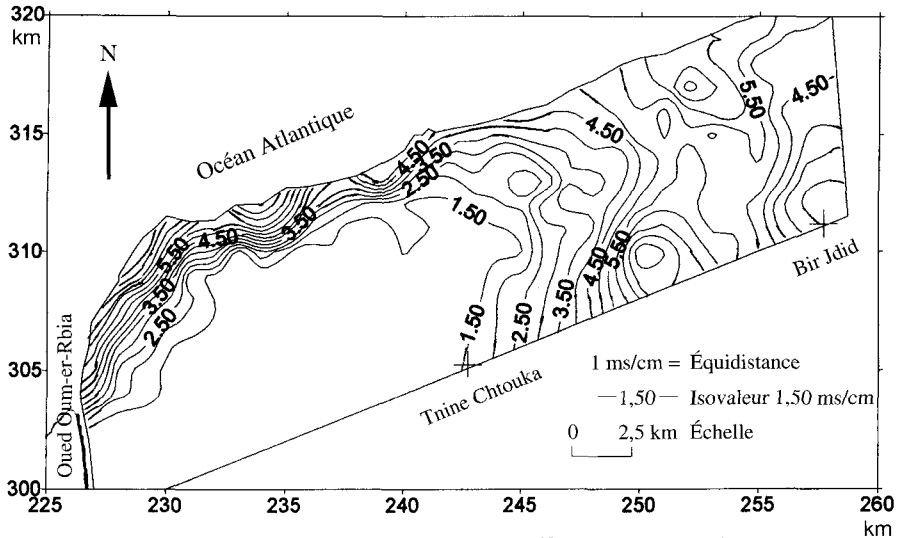 320
km
N
Océan Atlantique
315
310
305
300
5.50
4.50
3.50
2.50
3.50
4.50
3.50
2.50
1.50
4.50
5.50
4.50
1.50
2.50
3.50
4.50
5.50
Oued Oum-er-Rbia
Tnine Chtouka
Bir Jdid
1 ms/cm = Équidistance
—1,50— Isovaleur 1,50 ms/cm
0 2,5 km Échelle
225 230 235 240 245 250 255 260
km